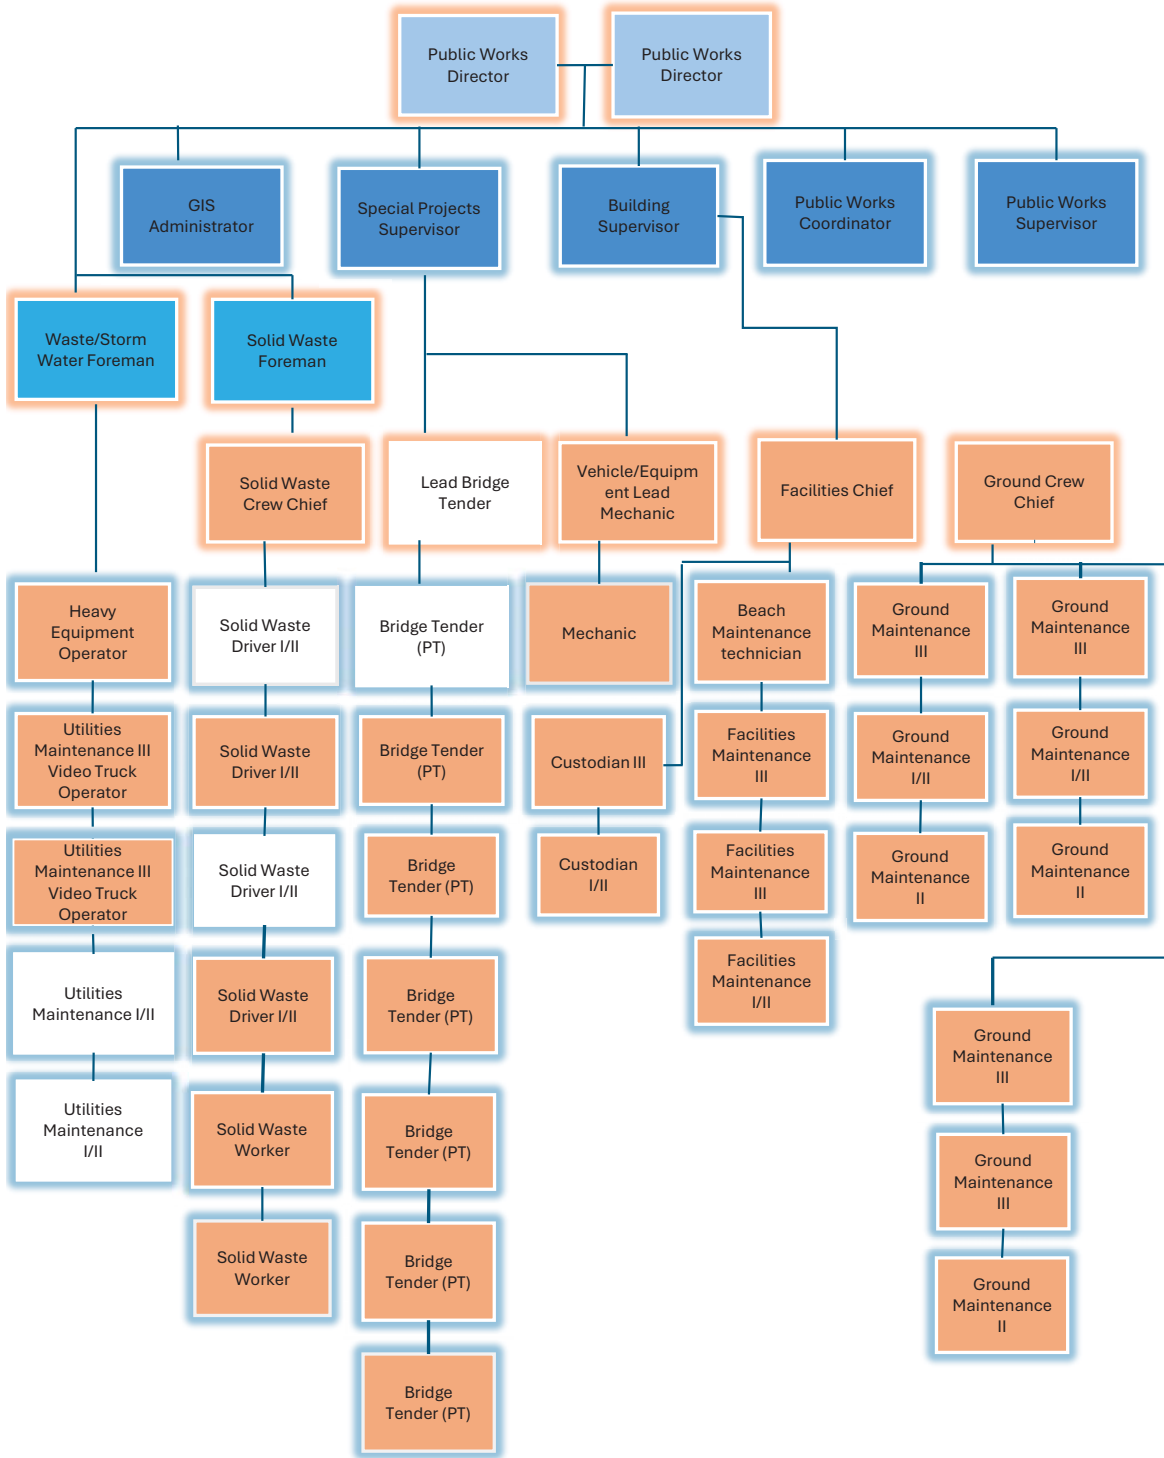 Public Works
Director
Public Works
Director
GIS
Administrator
Special Projects
Supervisor
Building
Supervisor
Public Works
Coordinator
Public Works
Supervisor
Waste/Storm
Water Foreman
Solid Waste
Foreman
Solid Waste
Crew Chief
Lead Bridge
Tender
Vehicle/Equipm
ent Lead
Mechanic
Facilities Chief
Ground Crew
Chief
Heavy
Equipment
Operator
Solid Waste
Driver I/II
Bridge Tender
(PT)
Mechanic
Beach
Maintenance
technician
Ground
Maintenance
III
Ground
Maintenance
III
Utilities
Maintenance III
Video Truck
Operator
Solid Waste
Driver I/II
Bridge Tender
(PT)
Custodian III
Facilities
Maintenance
III
Ground
Maintenance
I/II
Ground
Maintenance
I/II
Utilities
Maintenance III
Video Truck
Operator
Solid Waste
Driver I/II
Bridge
Tender (PT)
Custodian
I/II
Facilities
Maintenance
III
Ground
Maintenance
II
Ground
Maintenance
II
Utilities
Maintenance I/II
Solid Waste
Driver I/II
Bridge
Tender (PT)
Facilities
Maintenance
I/II
Ground
Maintenance
III
Utilities
Maintenance
I/II
Solid Waste
Worker
Bridge
Tender (PT)
Ground
Maintenance
III
Solid Waste
Worker
Bridge
Tender (PT)
Ground
Maintenance
II
Bridge
Tender (PT)